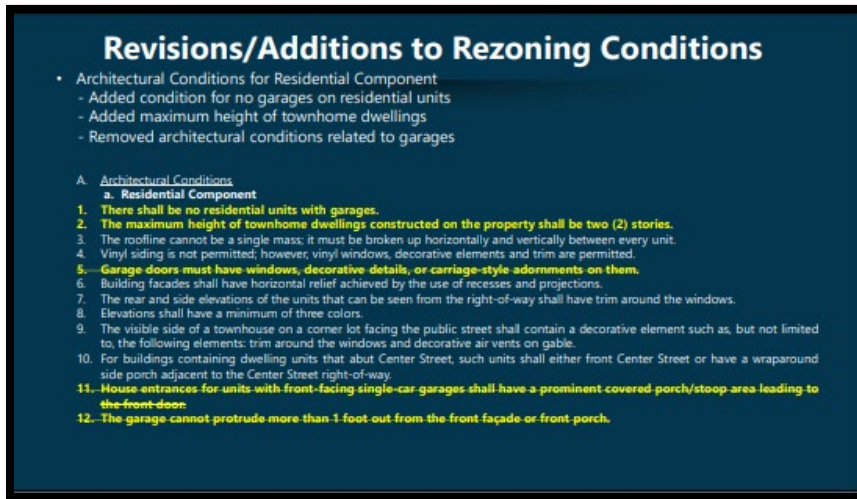 Revisions/Additions to Rezoning Conditions
• Architectural Conditions for Residential Component
- Added condition for no garages on residential units
- Added maximum height of townhome dwellings
- Removed architectural conditions related to garages
A. Architectural Conditions
a. Residential Component
1. There shall be no residential units with garages.
2. The maximum height of townhome dwellings constructed on the property shall be two (2) stories.
3. The roofline cannot be a single mass; it must be broken up horizontally and vertically between every unit.
4. Vinyl siding is not permitted; however, vinyl windows, decorative elements and trim are permitted.
5. Garage doors must have windows, decorative details, or carriage-style adornments on them.
6. Building facades shall have horizontal relief achieved by the use of recesses and projections.
7. The rear and side elevations of the units that can be seen from the right-of-way shall have trim around the windows.
8. Elevations shall have a minimum of three colors.
9. The visible side of a townhouse on a corner lot facing the public street shall contain a decorative element such as, but not limited
to, the following elements: trim around the windows and decorative air vents on gable.
10. For buildings containing dwelling units that abut Center Street, such units shall either front Center Street or have a wraparound
side porch adjacent to the Center Street right-of-way.
11. House entrances for units with front-facing single-car garages shall have a prominent covered porch/stoop area leading to
the front door.
12. The garage cannot protrude more than 1 foot out from the front façade or front porch.